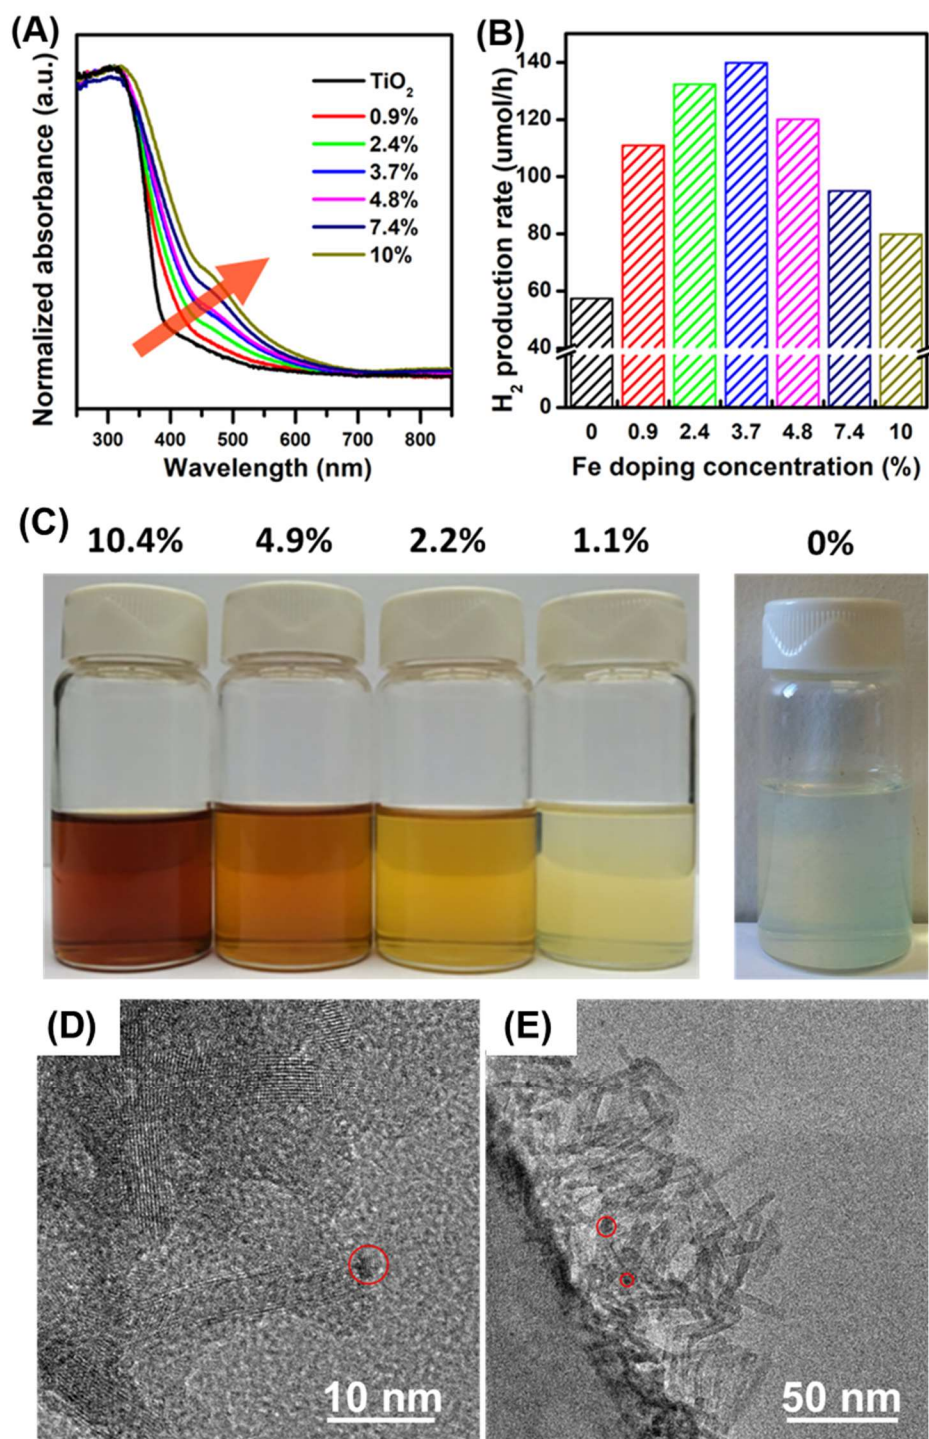 (A)
Normalized absorbance (a.u.)
TiO2
0.9%
2.4%
3.7%
4.8%
7.4%
10%
300 400 500 600 700 800
Wavelength (nm)
(B)
H2 production rate (umol/h)
140
120
100
80
60
40
0
0 0.9 2.4 3.7 4.8 7.4 10
Fe doping concentration (%)
(C)
10.4% 4.9% 2.2% 1.1% 0%
(D)
10 nm
(E)
50 nm